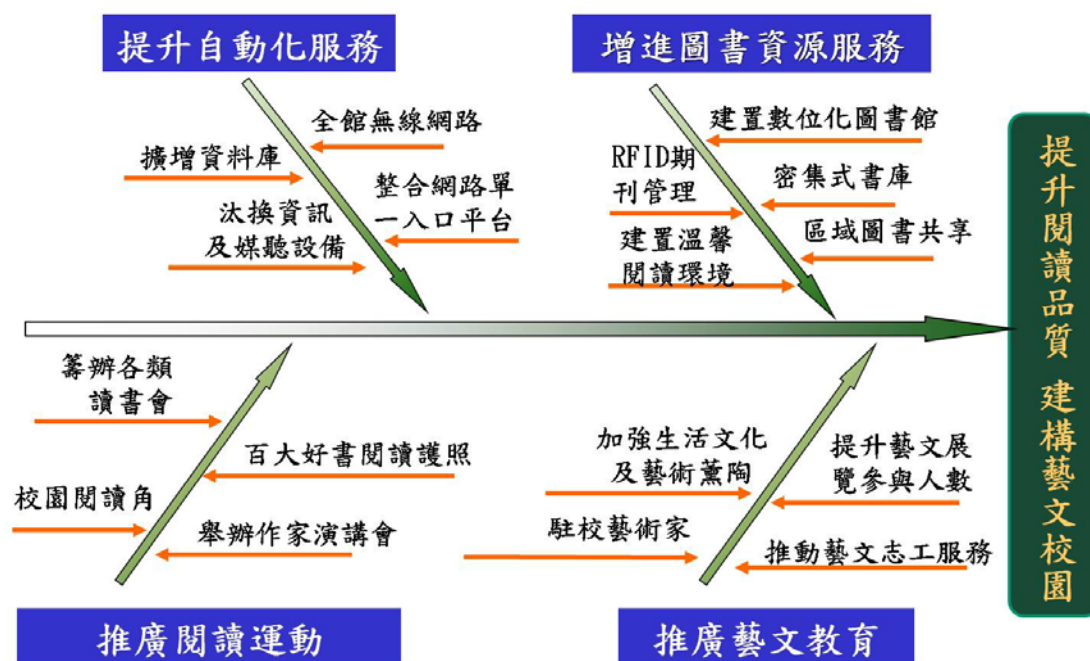 提升自動化服務
全館無線網路
擴增資料庫
整合網路單
一入口平台
汰換資訊
及媒聽設備
增進圖書資源服務
建置數位化圖書館
RFID期
刊管理
密集式書庫
區域圖書共享
建置溫馨
閱讀環境
籌辦各類
讀書會
百大好書閱讀護照
校園閱讀角
舉辦作家演講會
推廣閱讀運動
加強生活文化
及藝術薰陶
提升藝文展
覽參與人數
駐校藝術家
推動藝文志工服務
推廣藝文教育
提升閱讀品質 建構藝文校園